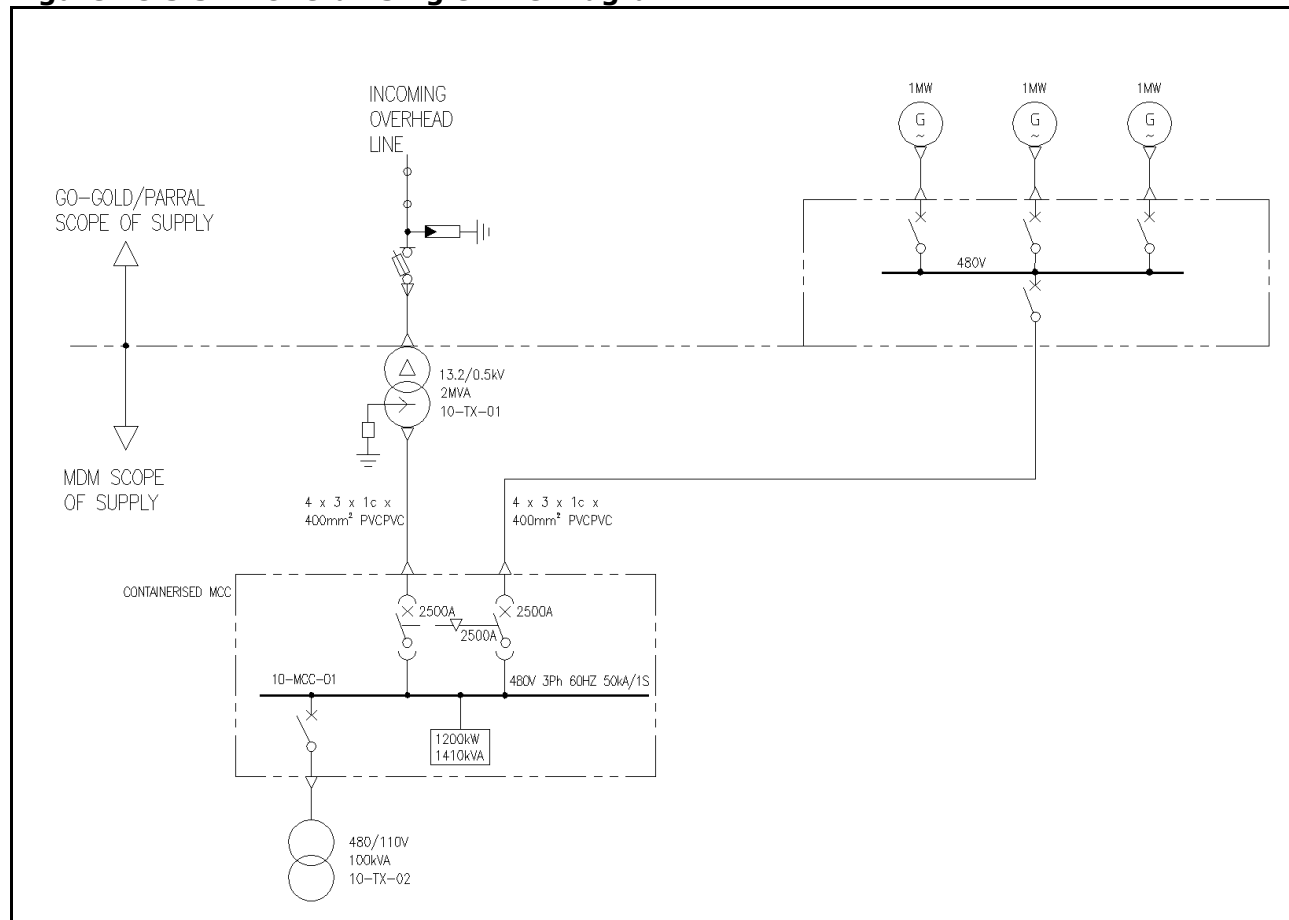 INCOMING
OVERHEAD
LINE
1MW
1MW
1MW
G
~
G
~
G
~
GO-GOLD/PARRAL
SCOPE OF SUPPLY
480V
13.2/0.5kV
2MVA
10-TX-01
MDM SCOPE
OF SUPPLY
4 x 3 x 1c x
400mm² PVCPVC
4 x 3 x 1c x
400mm² PVCPVC
CONTAINERISED MCC
2500A
2500A
2500A
10-MCC-01
480V 3Ph 60HZ 50kA/1S
1200kW
1410kVA
480/110V
100kVA
10-TX-02